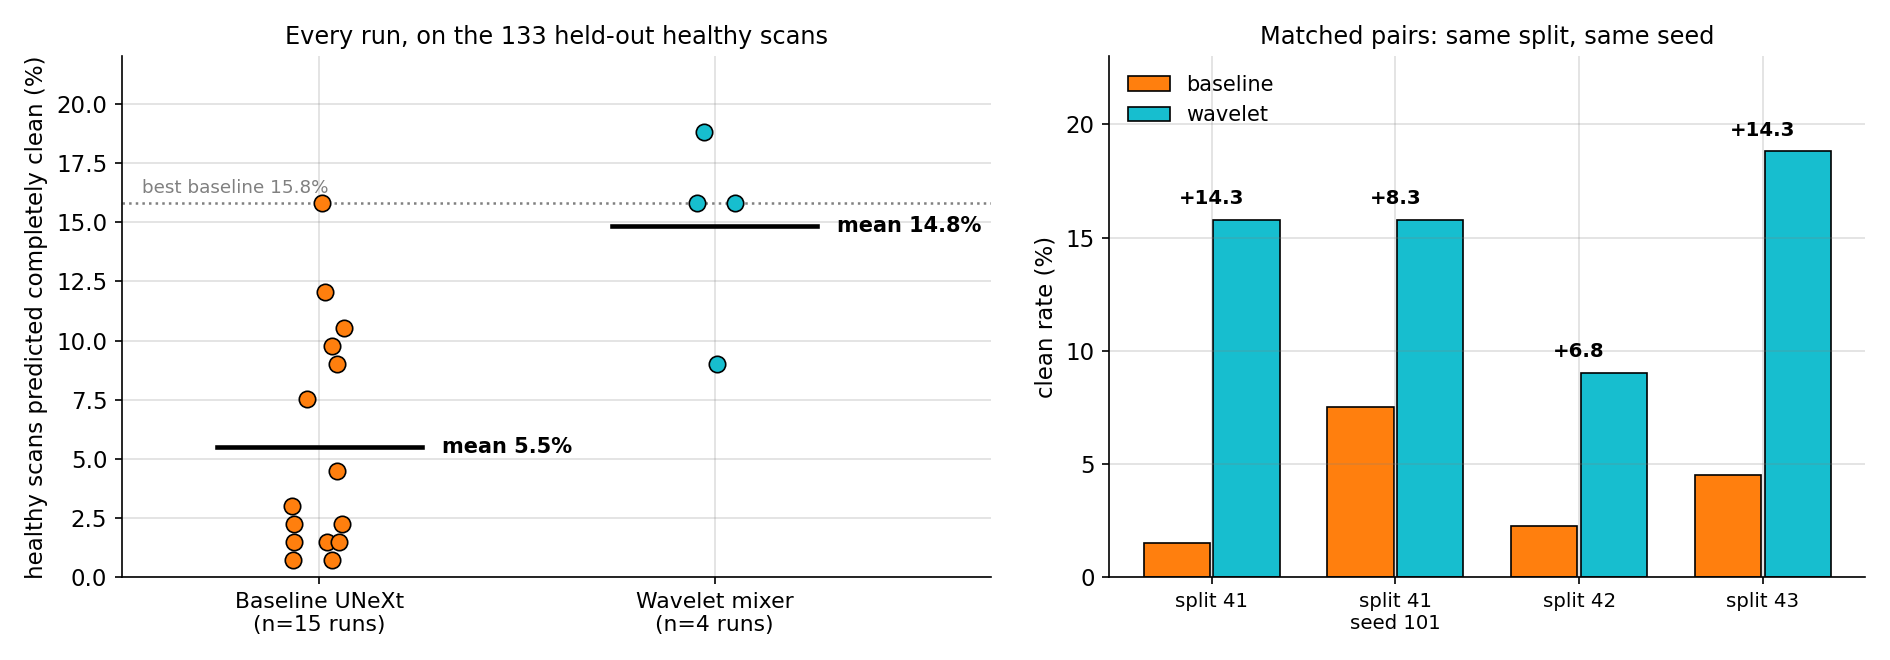 Every run, on the 133 held-out healthy scans
healthy scans predicted completely clean (%)
20.0
17.5
15.0
12.5
10.0
7.5
5.0
2.5
0.0
best baseline 15.8%
mean 14.8%
mean 5.5%
Baseline UNeXt
(n=15 runs)
Wavelet mixer
(n=4 runs)
Matched pairs: same split, same seed
clean rate (%)
20
15
10
5
0
baseline
wavelet
+14.3
+8.3
+6.8
+14.3
split 41
split 41
seed 101
split 42
split 43